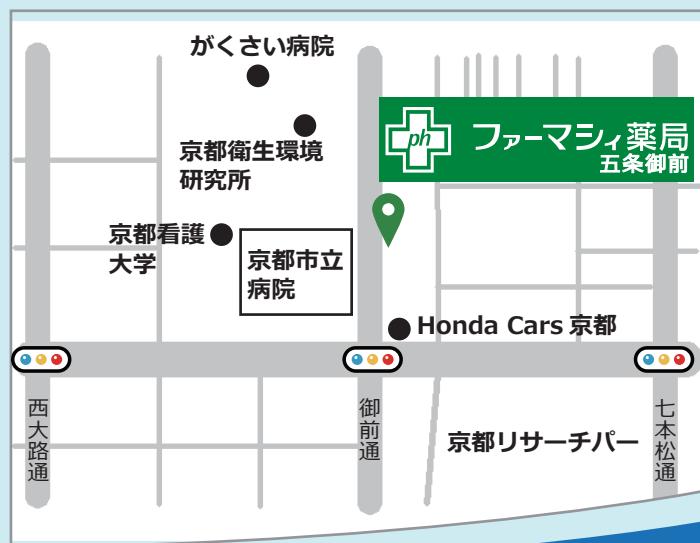 がくさい病院
京都衛生環境
研究所
ph
ファーマシィ薬局
五条御前
京都看護
大学
京都市立
病院
Honda Cars 京都
西大路通
御前通
七本松通
京都リサーチパー